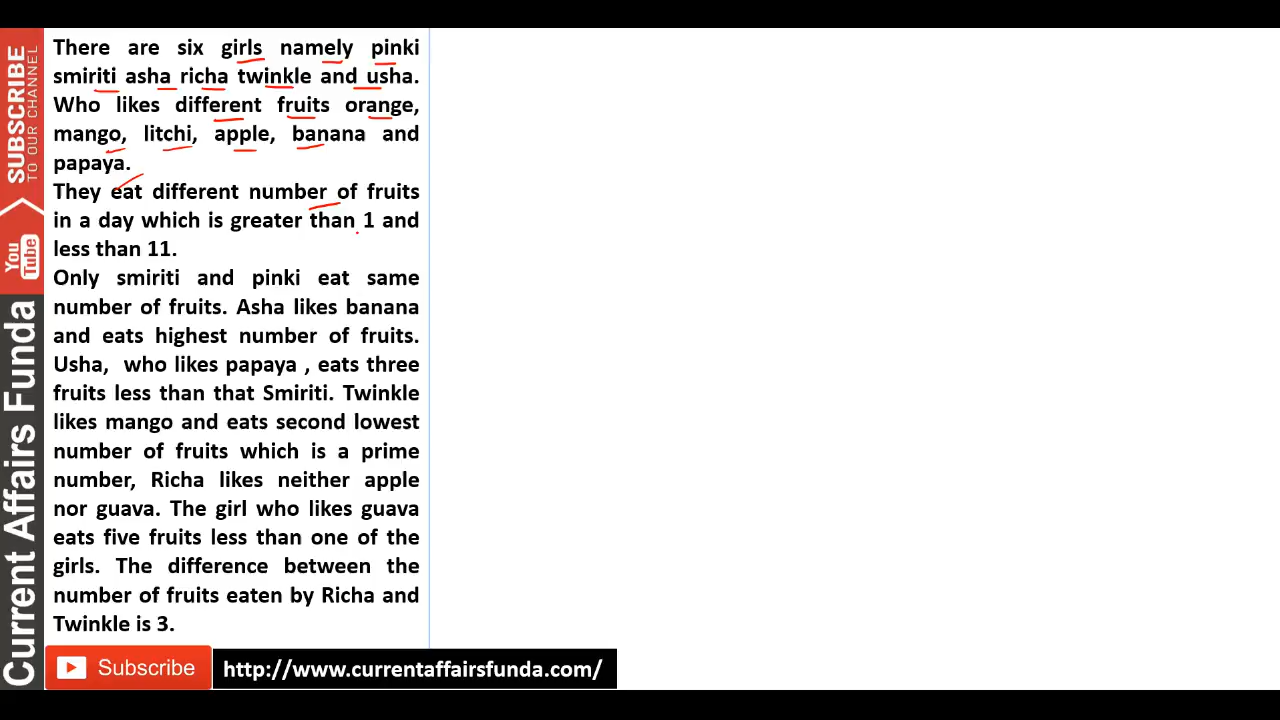 There are six girls namely pinki
smiriti asha richa twinkle and usha.
Who likes different fruits orange,
mango, litchi, apple, banana and
papaya.
They eat different number of fruits
in a day which is greater than 1 and
less than 11.
Only smiriti and pinki eat same
number of fruits. Asha likes banana
and eats highest number of fruits.
Usha, who likes papaya , eats three
fruits less than that Smiriti. Twinkle
likes mango and eats second lowest
number of fruits which is a prime
number, Richa likes neither apple
nor guava. The girl who likes guava
eats five fruits less than one of the
girls. The difference between the
number of fruits eaten by Richa and
Twinkle is 3.
SUBSCRIBE
TO OUR CHANNEL
You
Tube
Current Affairs Funda
Subscribe
http://www.currentaffairsfunda.com/